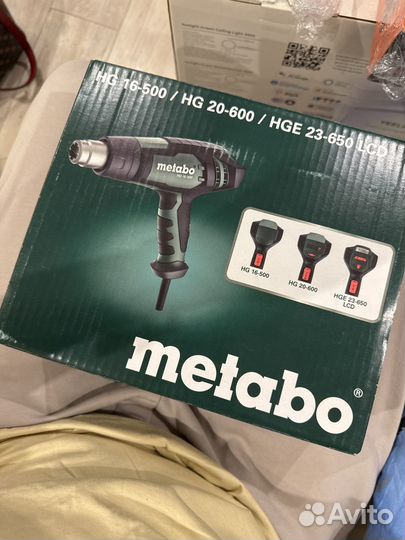 HG 16-500 / HG 20-600 / HGE 23-650 LCD
metabo
HG 16-500
HG 20-600
HGE 23-650
LCD
metabo®
Avito